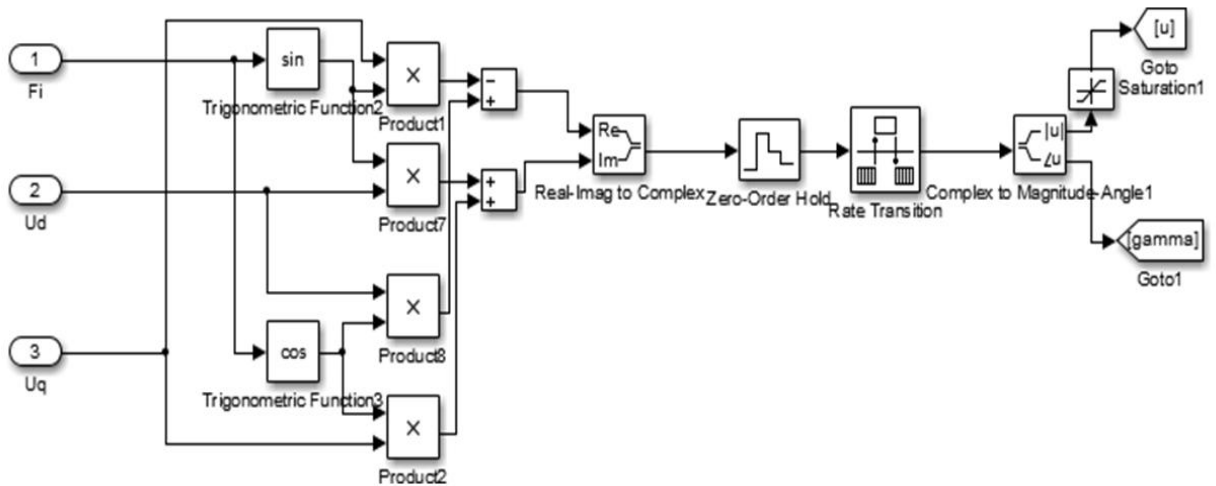 1
Fi
sin
Trigonometric Function2
×
Product1
−
+
[u]
Goto
Saturation1
2
Ud
×
Product7
+
+
Re
Im
Real-Imag to Complex
Zero-Order Hold
Rate Transition
|u|
∠u
Complex to Magnitude-Angle1
[gamma]
Goto1
3
Uq
×
Product8
cos
Trigonometric Function3
×
Product2